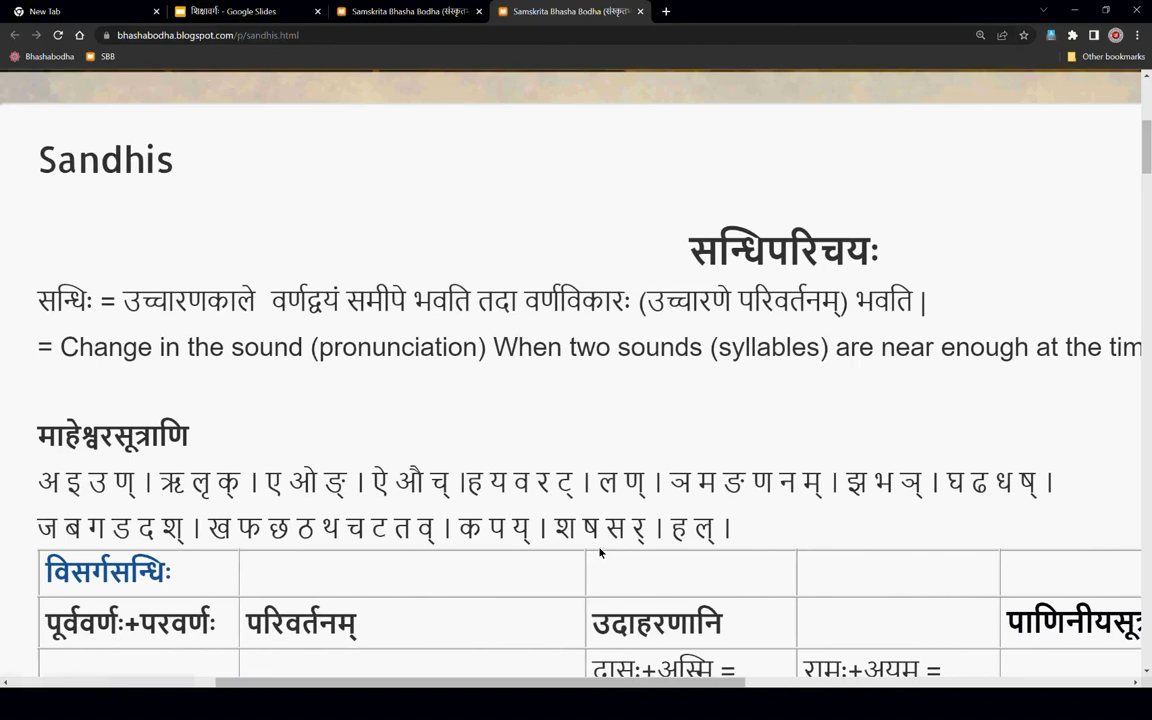 New Tab
शिक्षावर्गः - Google Slides
Samskrita Bhasha Bodha (संस्कृत
Samskrita Bhasha Bodha (संस्कृत
bhashabodha.blogspot.com/p/sandhis.html
Bhashabodha
SBB
Other bookmarks
Sandhis
सन्धिपरिचयः
सन्धिः = उच्चारणकाले वर्णद्वयं समीपे भवति तदा वर्णविकारः (उच्चारणे परिवर्तनम्) भवति |
= Change in the sound (pronunciation) When two sounds (syllables) are near enough at the tim
माहेश्वरसूत्राणि
अ इ उ ण् । ऋ लृ क् । ए ओ ङ् । ऐ औ च् ।ह य व र ट् । ल ण् । ञ म ङ ण न म् । झ भ ञ् । घ ढ ध ष् ।
ज ब ग ड द श् । ख फ छ ठ थ च ट त व् । क प य् । श ष स र् । ह ल् ।
विसर्गसन्धिः
पूर्ववर्णः+परवर्णः परिवर्तनम् उदाहरणानि पाणिनीयसूत्र
दासः+अस्मि = रामः+अयम =